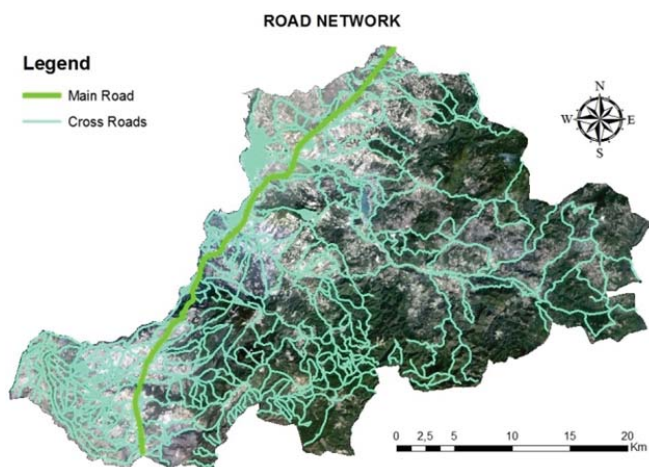 ROAD NETWORK
Legend
Main Road
Cross Roads
N
W E
S
0 2,5 5 10 15 20
Km